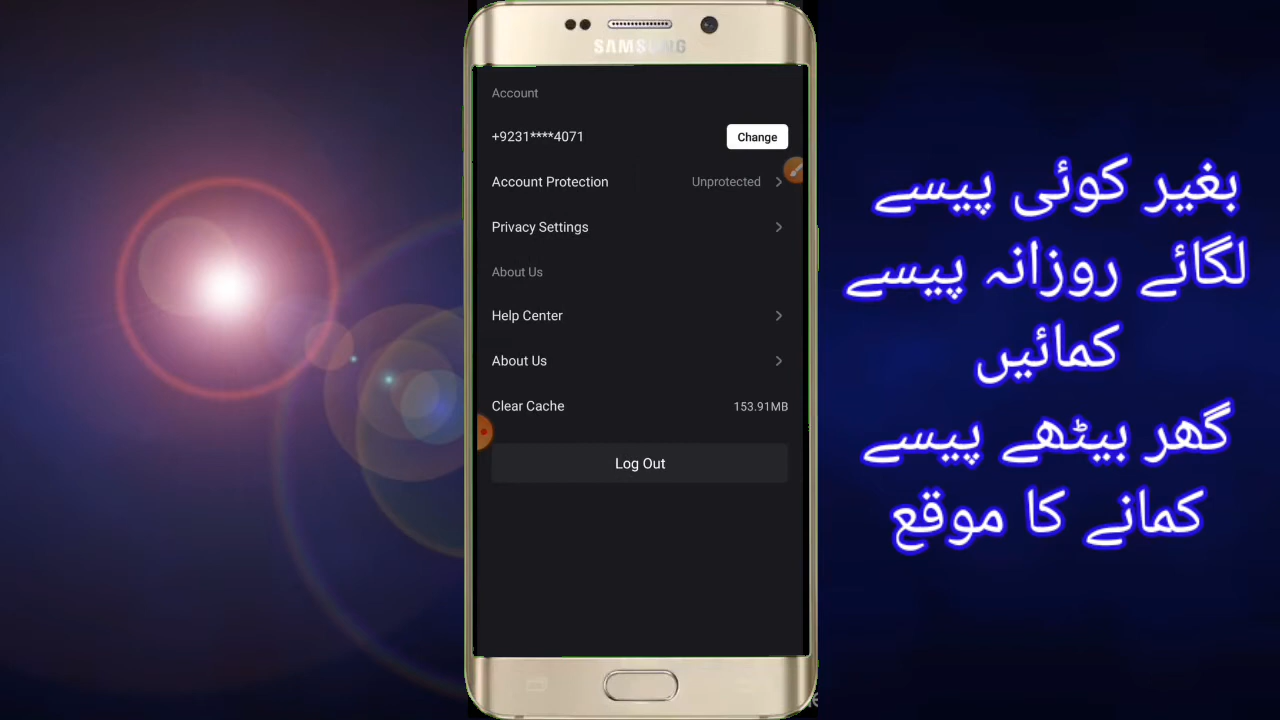 SAMSUNG
Account
+9231****4071 Change
Account Protection Unprotected
Privacy Settings
About Us
Help Center
About Us
Clear Cache 153.91MB
Log Out
بغیر کوئی پیسے
لگائے روزانہ پیسے
کمائیں
گھر بیٹھے پیسے
کمانے کا موقع